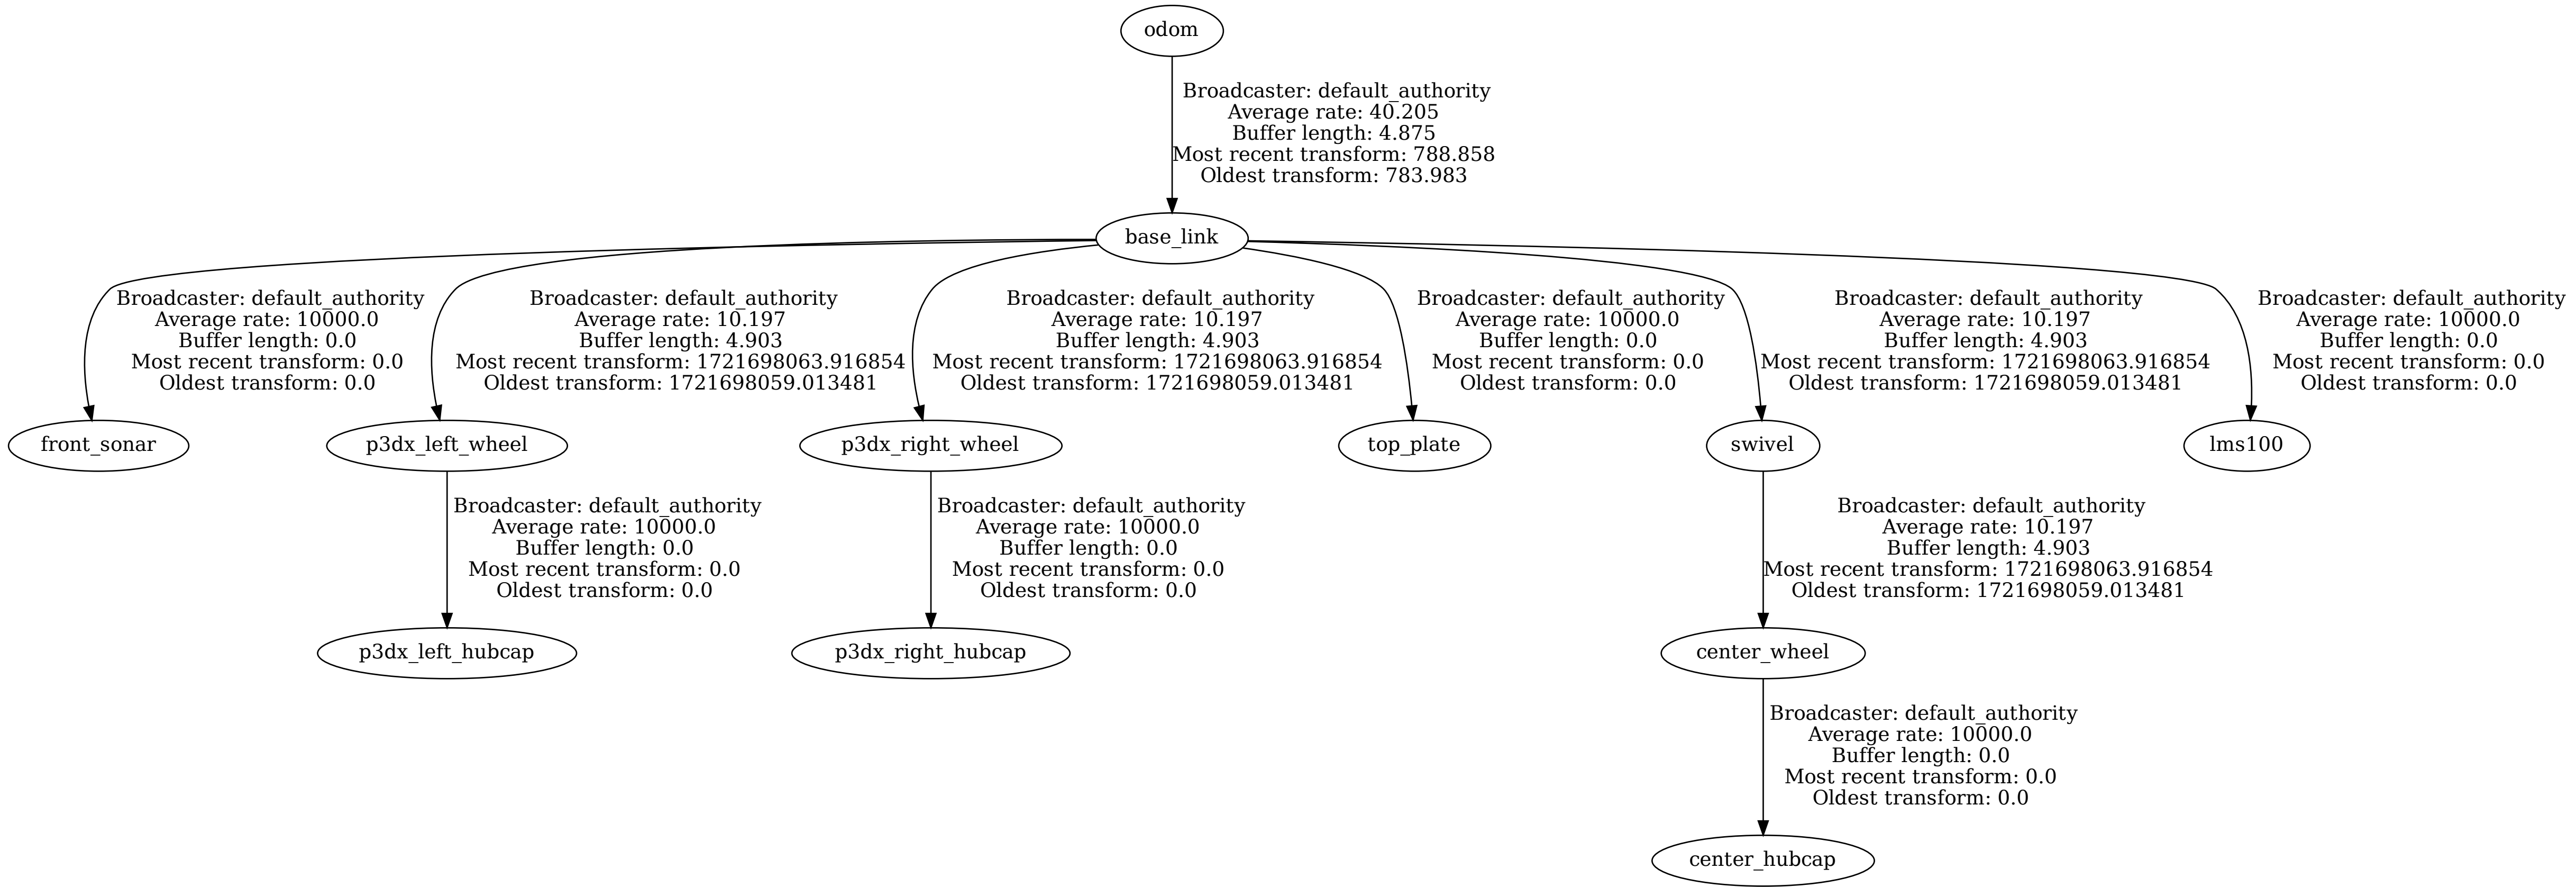 odom
Broadcaster: default_authority
Average rate: 40.205
Buffer length: 4.875
Most recent transform: 788.858
Oldest transform: 783.983
base_link
Broadcaster: default_authority
Average rate: 10000.0
Buffer length: 0.0
Most recent transform: 0.0
Oldest transform: 0.0
Broadcaster: default_authority
Average rate: 10.197
Buffer length: 4.903
Most recent transform: 1721698063.916854
Oldest transform: 1721698059.013481
Broadcaster: default_authority
Average rate: 10.197
Buffer length: 4.903
Most recent transform: 1721698063.916854
Oldest transform: 1721698059.013481
Broadcaster: default_authority
Average rate: 10000.0
Buffer length: 0.0
Most recent transform: 0.0
Oldest transform: 0.0
Broadcaster: default_authority
Average rate: 10.197
Buffer length: 4.903
Most recent transform: 1721698063.916854
Oldest transform: 1721698059.013481
Broadcaster: default_authority
Average rate: 10000.0
Buffer length: 0.0
Most recent transform: 0.0
Oldest transform: 0.0
front_sonar
p3dx_left_wheel
p3dx_right_wheel
top_plate
swivel
lms100
Broadcaster: default_authority
Average rate: 10000.0
Buffer length: 0.0
Most recent transform: 0.0
Oldest transform: 0.0
Broadcaster: default_authority
Average rate: 10000.0
Buffer length: 0.0
Most recent transform: 0.0
Oldest transform: 0.0
Broadcaster: default_authority
Average rate: 10.197
Buffer length: 4.903
Most recent transform: 1721698063.916854
Oldest transform: 1721698059.013481
p3dx_left_hubcap
p3dx_right_hubcap
center_wheel
Broadcaster: default_authority
Average rate: 10000.0
Buffer length: 0.0
Most recent transform: 0.0
Oldest transform: 0.0
center_hubcap